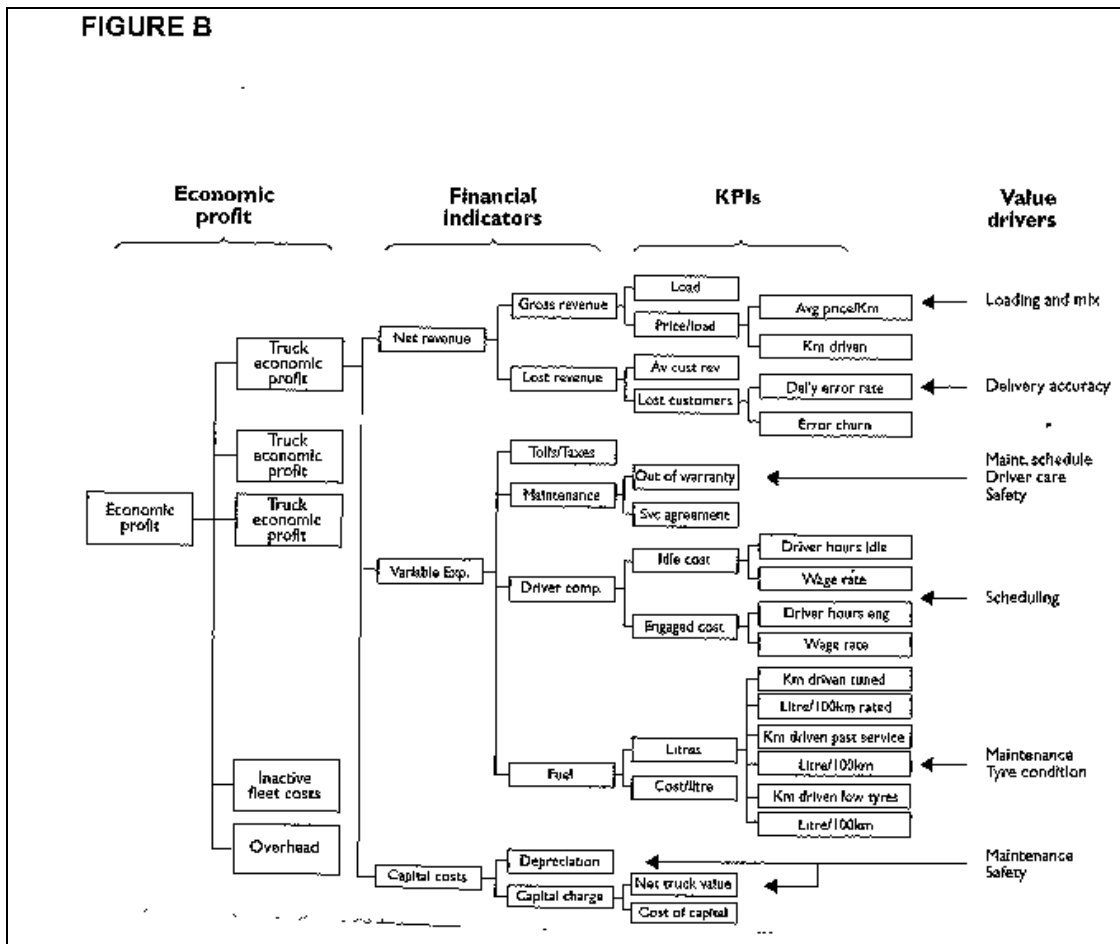 FIGURE B
Economic
profit
Financial
indicators
KPIs
Value
drivers
Load
Gross revenue
Avg price/Km
Loading and mix
Price/load
Truck
economic
profit
Net revenue
Km driven
Av cust rev
Lost revenue
Del'y error rate
Delivery accuracy
Lost customers
Error churn
Truck
economic
profit
Tolls/Taxes
Maint. schedule
Driver care
Safety
Out of warranty
Maintenance
Economic
profit
Truck
economic
profit
Svc agreement
Driver hours idle
Idle cost
Variable Exp.
Driver comp.
Wage rate
Scheduling
Driver hours eng
Engaged cost
Wage rate
Km driven tuned
Litre/100km rated
Km driven past service
Litres
Maintenance
Tyre condition
Inactive
fleet costs
Fuel
Litre/100km
Cost/litre
Km driven low tyres
Litre/100km
Overhead
Depreciation
Maintenance
Safety
Capital costs
Net truck value
Capital charge
Cost of capital